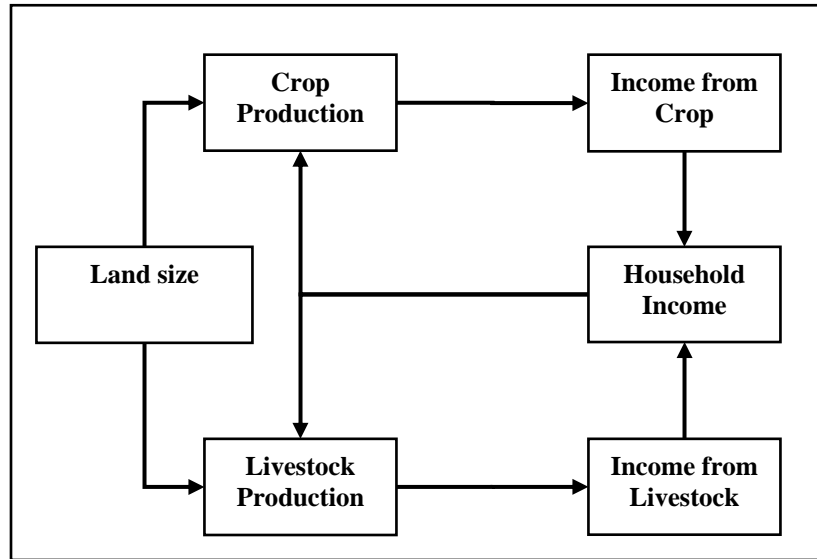 Crop
Production
Income from
Crop
Land size
Household
Income
Livestock
Production
Income from
Livestock